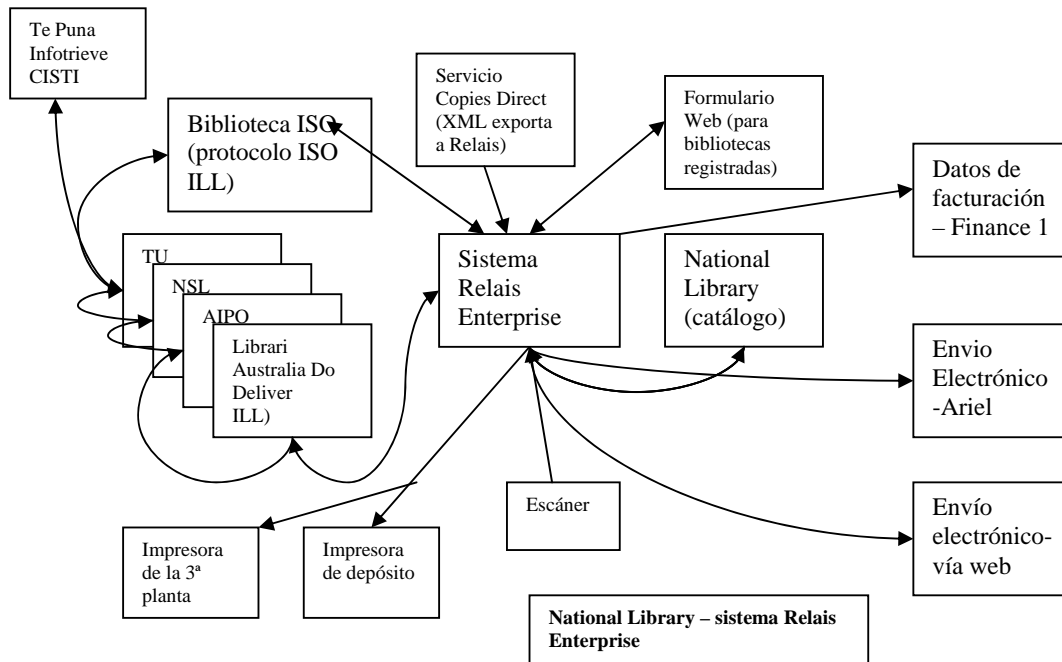 Te Puna
Infotrieve
CISTI
Biblioteca ISO
(protocolo ISO
ILL)
Servicio
Copies Direct
(XML exporta
a Relais)
Formulario
Web (para
bibliotecas
registradas)
Datos de
facturación
– Finance 1
TU
NSL
AIPO
Librari
Australia Do
Deliver
ILL)
Sistema
Relais
Enterprise
National
Library
(catálogo)
Envio
Electrónico
-Ariel
Escáner
Envío
electrónico-
vía web
Impresora
de la 3ª
planta
Impresora
de depósito
National Library – sistema Relais
Enterprise